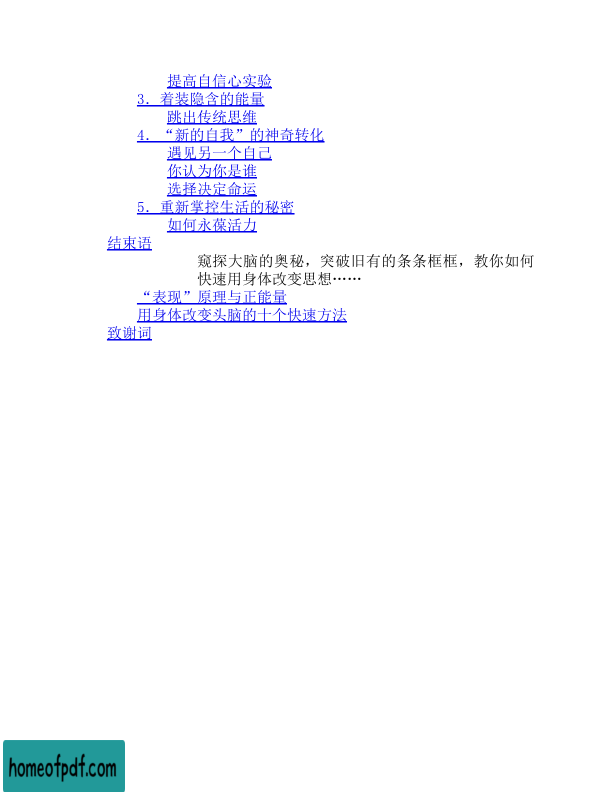 提高自信心实验
3. 着装隐含的能量
跳出传统思维
4. “新的自我”的神奇转化
遇见另一个自己
你认为你是谁
选择决定命运
5. 重新掌控生活的秘密
如何永葆活力
结束语
窥探大脑的奥秘，突破旧有的条条框框，教你如何
快速用身体改变思想……
“表现”原理与正能量
用身体改变头脑的十个快速方法
致谢词
homeofpdf.com